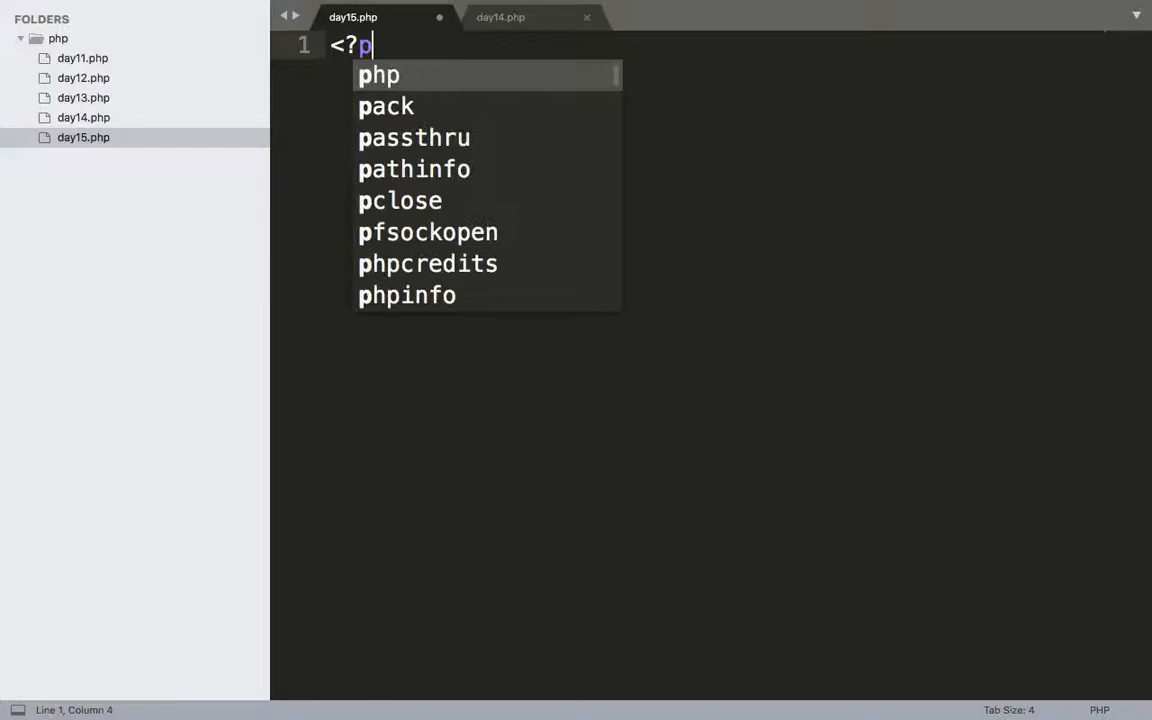 FOLDERS
php
day11.php
day12.php
day13.php
day14.php
day15.php
day15.php
day14.php
1 <?p
php
pack
passthru
pathinfo
pclose
pfsockopen
phpcredits
phpinfo
Line 1, Column 4
Tab Size: 4
PHP